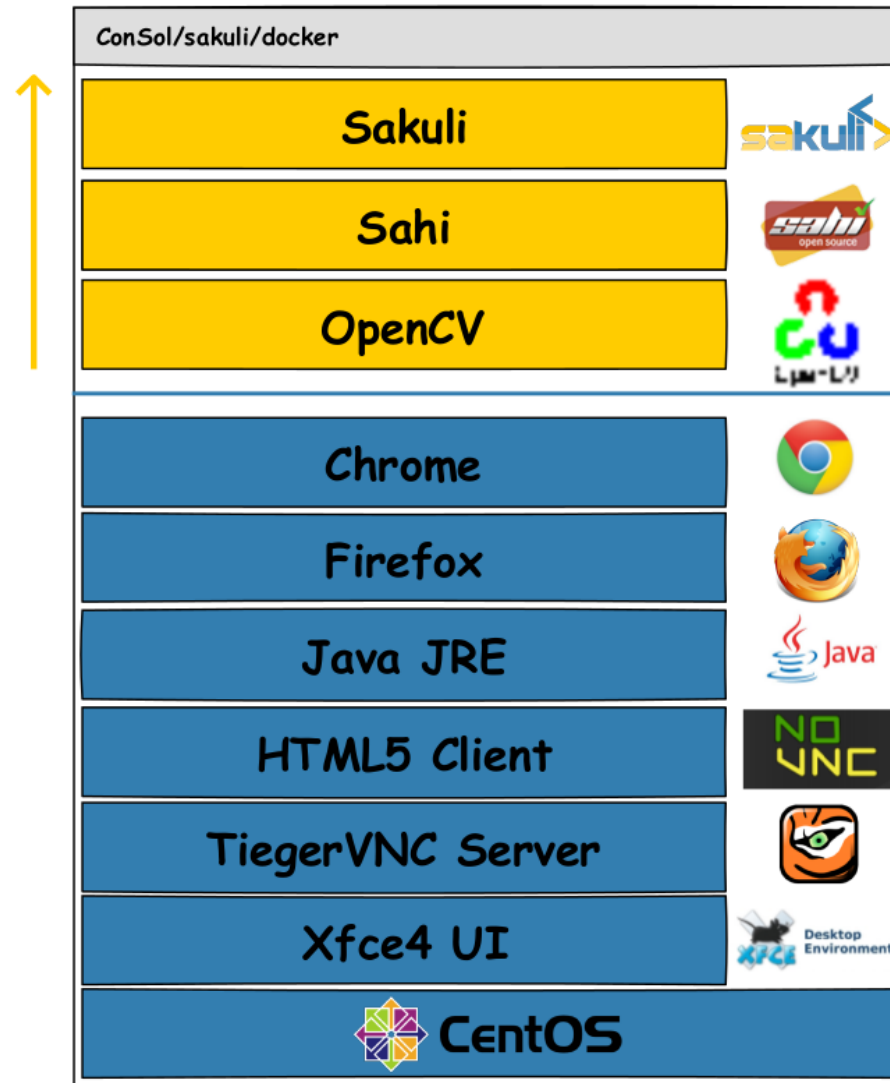 ConSol/sakuli/docker
Sakuli
sakuli
Sahi
sahi
open source
OpenCV
Chrome
Firefox
Java JRE
Java
HTML5 Client
NO
VNC
TiegerVNC Server
Xfce4 UI
XFCE
Desktop
Environment
CentOS